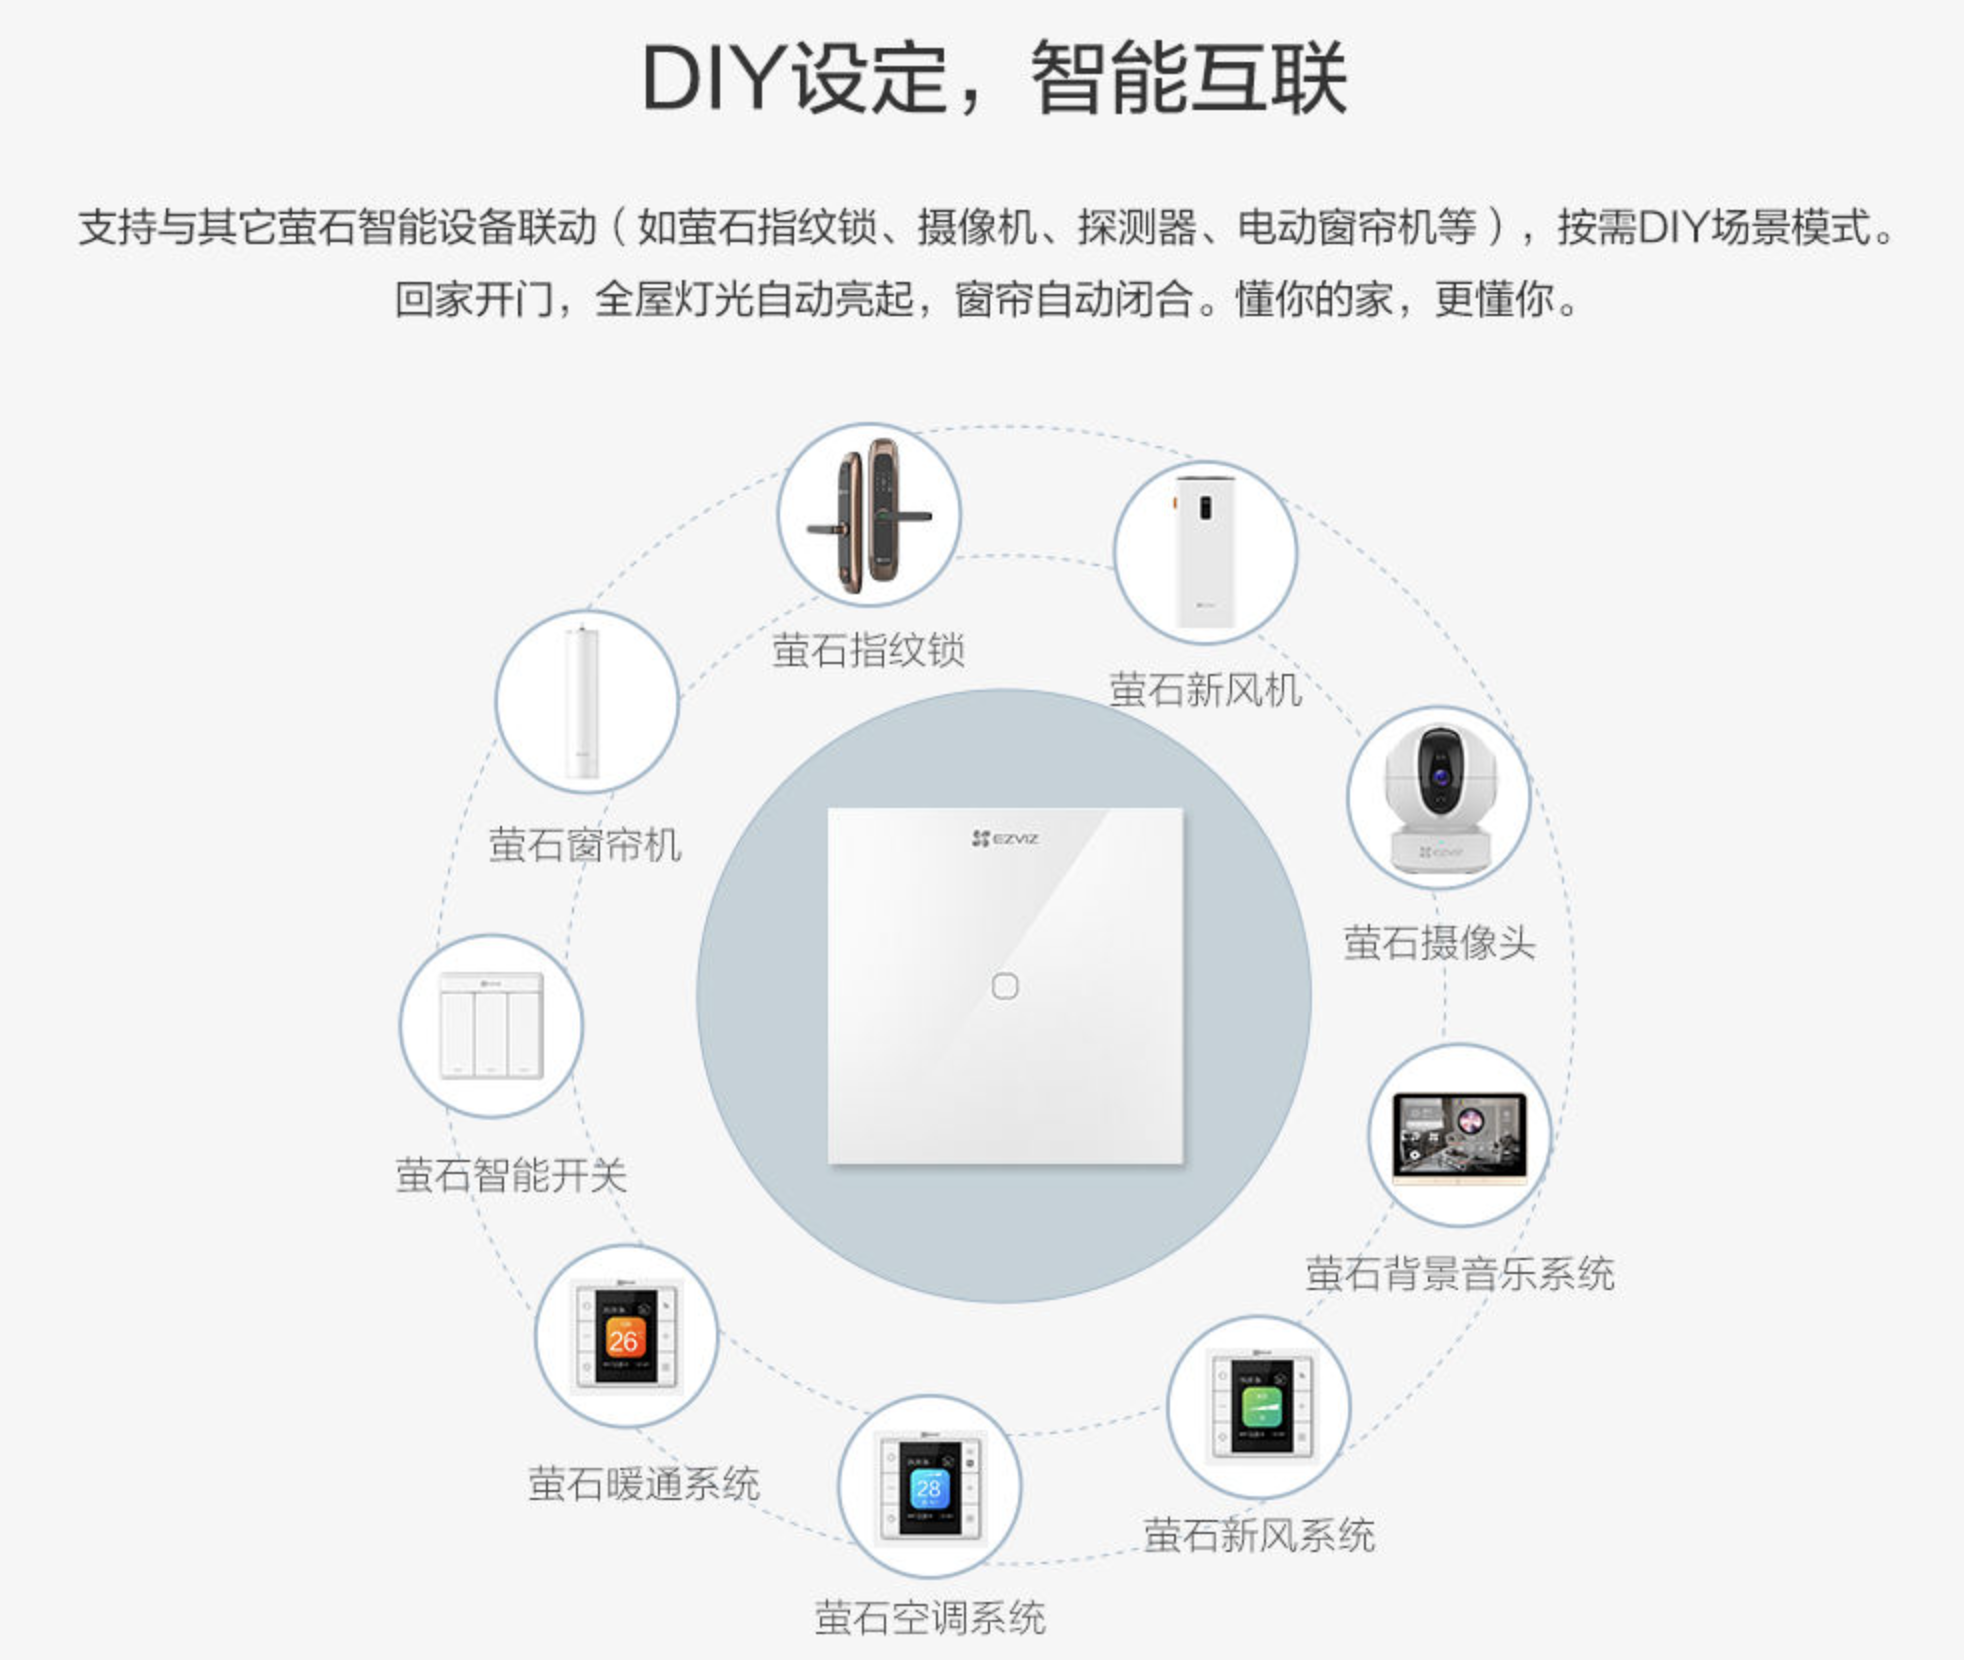 DIY设定，智能互联
支持与其它萤石智能设备联动（如萤石指纹锁、摄像机、探测器、电动窗帘机等），按需DIY场景模式。
回家开门，全屋灯光自动亮起，窗帘自动闭合。懂你的家，更懂你。
萤石指纹锁
萤石新风机
萤石窗帘机
EZVIZ
EZVIZ
萤石摄像头
萤石智能开关
萤石背景音乐系统
26
萤石暖通系统
28
萤石新风系统
萤石空调系统